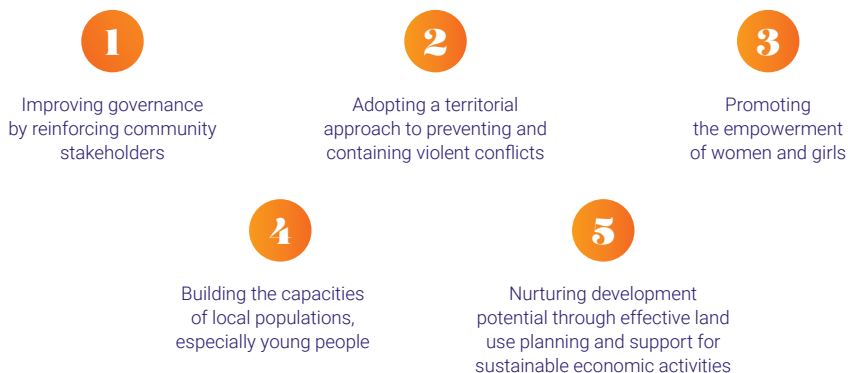 1
Improving governance
by reinforcing community
stakeholders
2
Adopting a territorial
approach to preventing and
containing violent conflicts
3
Promoting
the empowerment
of women and girls
4
Building the capacities
of local populations,
especially young people
5
Nurturing development
potential through effective land
use planning and support for
sustainable economic activities